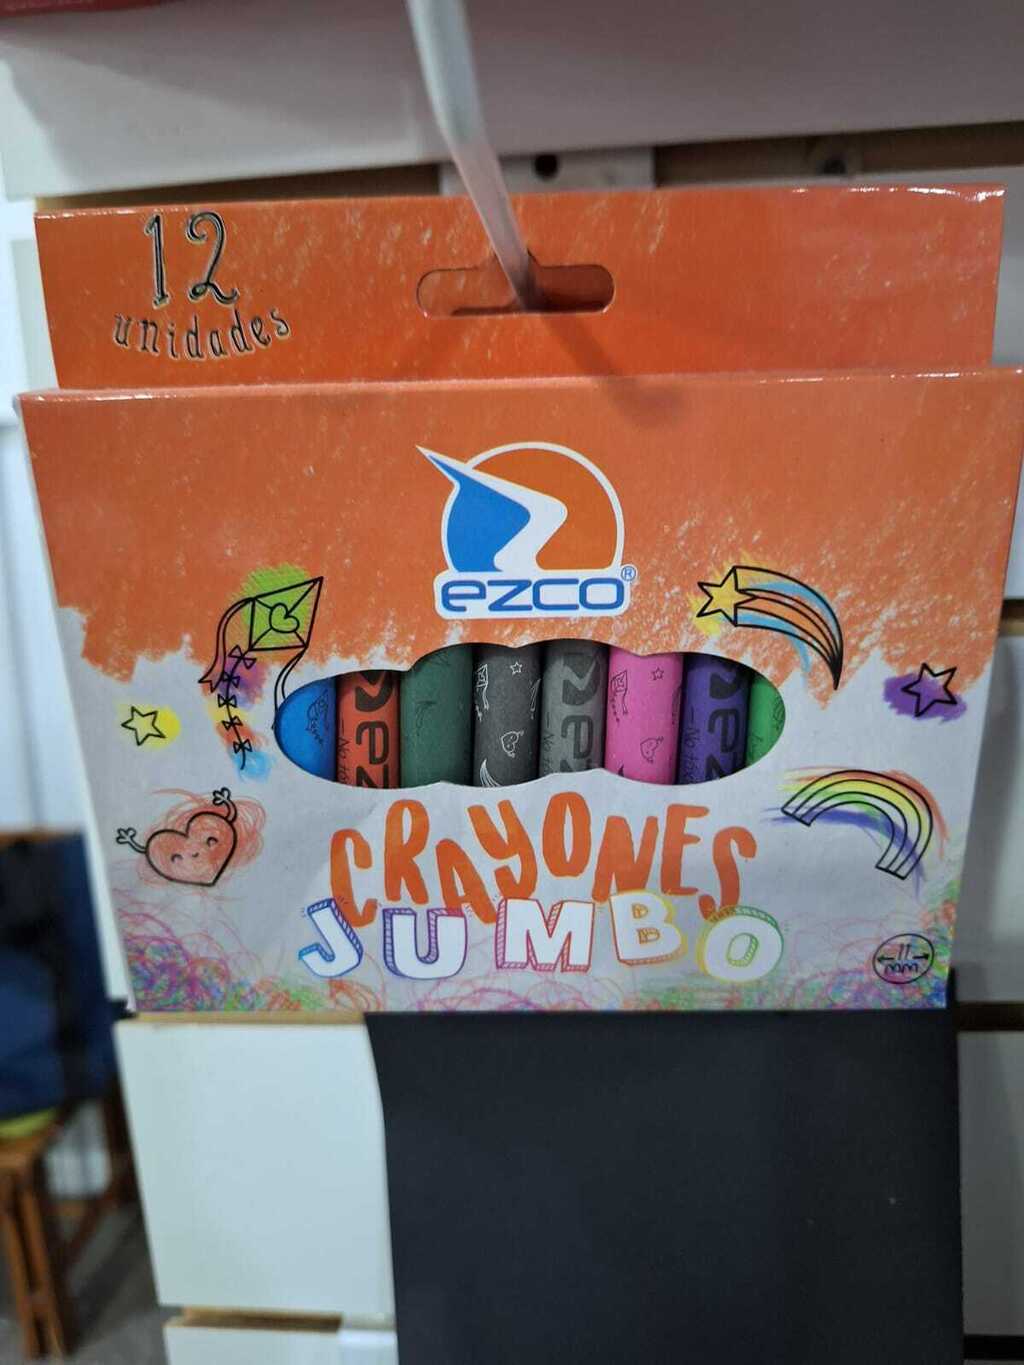 12
unidades
ezco®
CRAYONES
JUMBO
11
mm